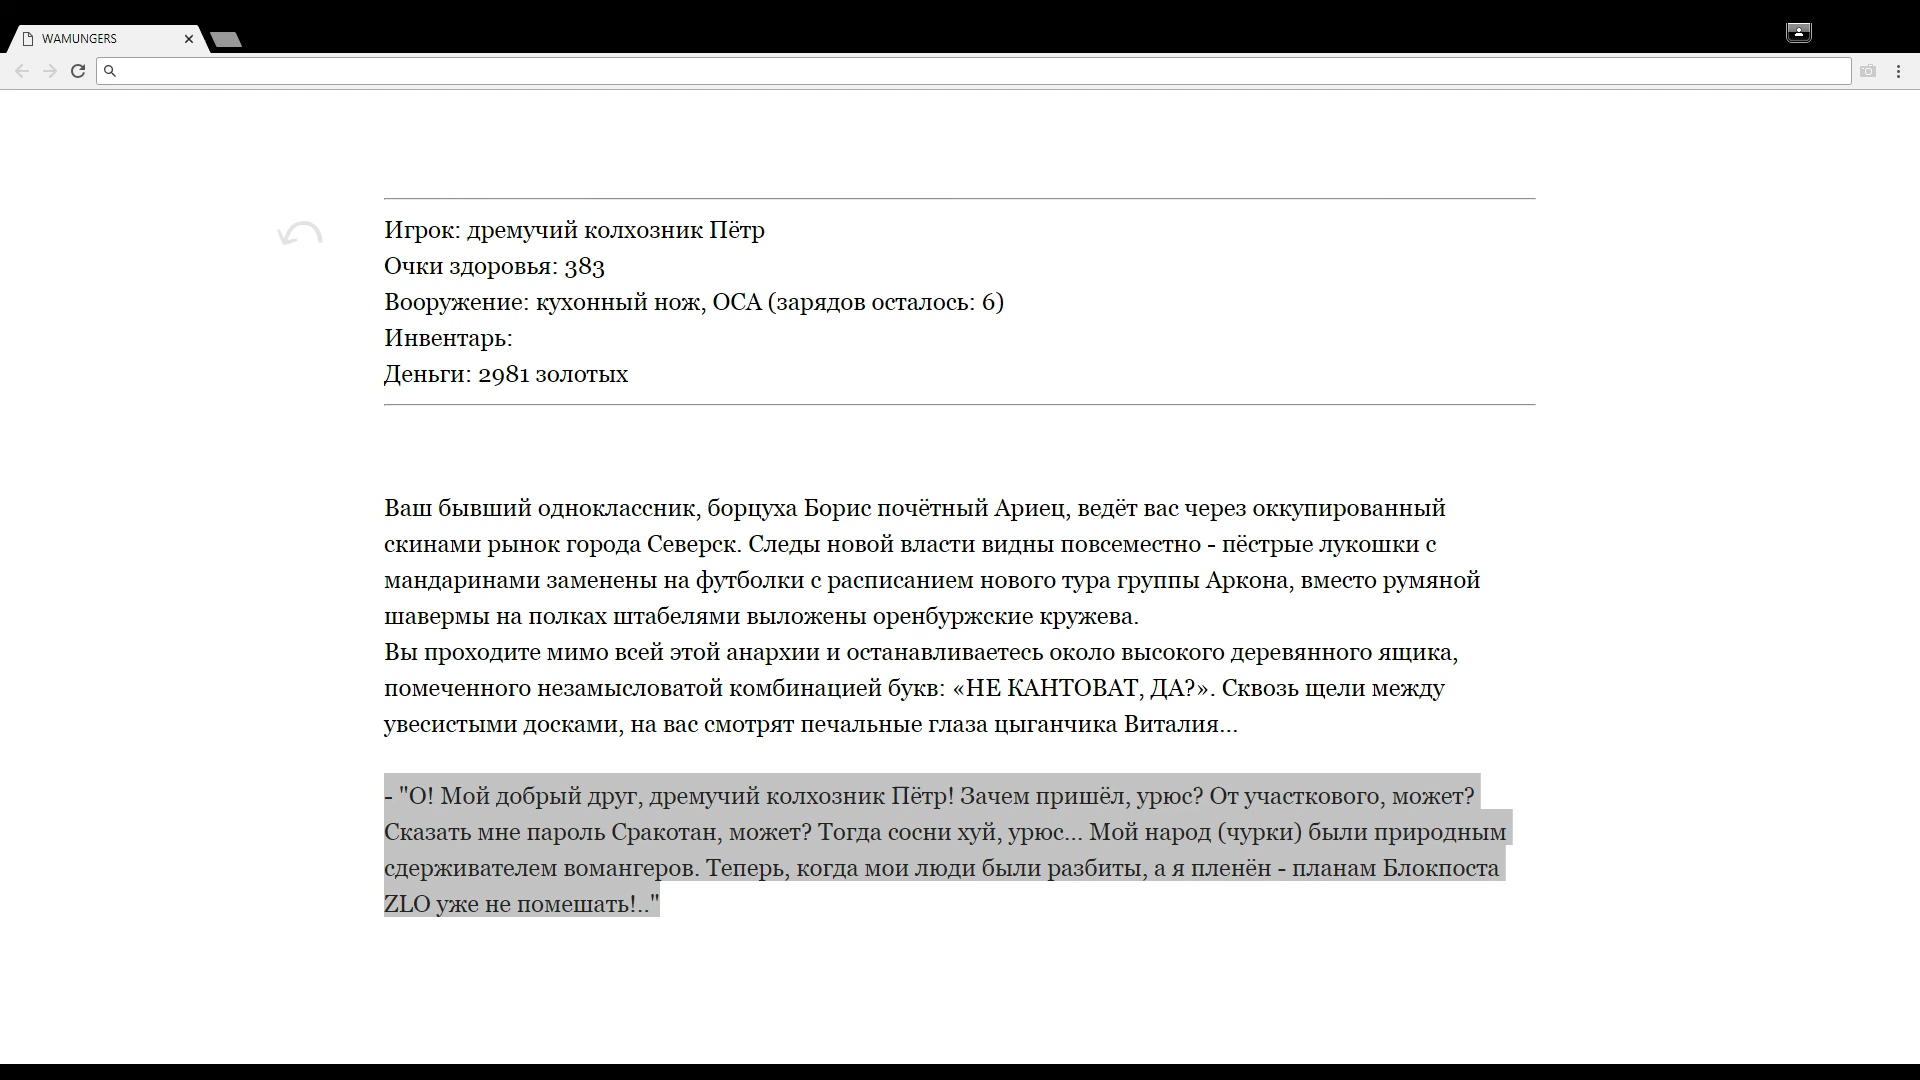 WAMUNGERS
Игрок: дремучий колхозник Пётр
Очки здоровья: 383
Вооружение: кухонный нож, ОСА (зарядов осталось: 6)
Инвентарь:
Деньги: 2981 золотых
Ваш бывший одноклассник, борцуха Борис почётный Ариец, ведёт вас через оккупированный
скинами рынок города Северск. Следы новой власти видны повсеместно - пёстрые лукошки с
мандаринами заменены на футболки с расписанием нового тура группы Аркона, вместо румяной
шавермы на полках штабелями выложены оренбуржские кружева.
Вы проходите мимо всей этой анархии и останавливаетесь около высокого деревянного ящика,
помеченного незамысловатой комбинацией букв: «НЕ КАНТОВАТ, ДА?». Сквозь щели между
увесистыми досками, на вас смотрят печальные глаза цыганчика Виталия...
- "О! Мой добрый друг, дремучий колхозник Пётр! Зачем пришёл, урюс? От участкового, может?
Сказать мне пароль Сракотан, может? Тогда сосни хуй, урюс... Мой народ (чурки) были природным
сдерживателем вомангеров. Теперь, когда мои люди были разбиты, а я пленён - планам Блокпоста
ZLO уже не помешать!.."